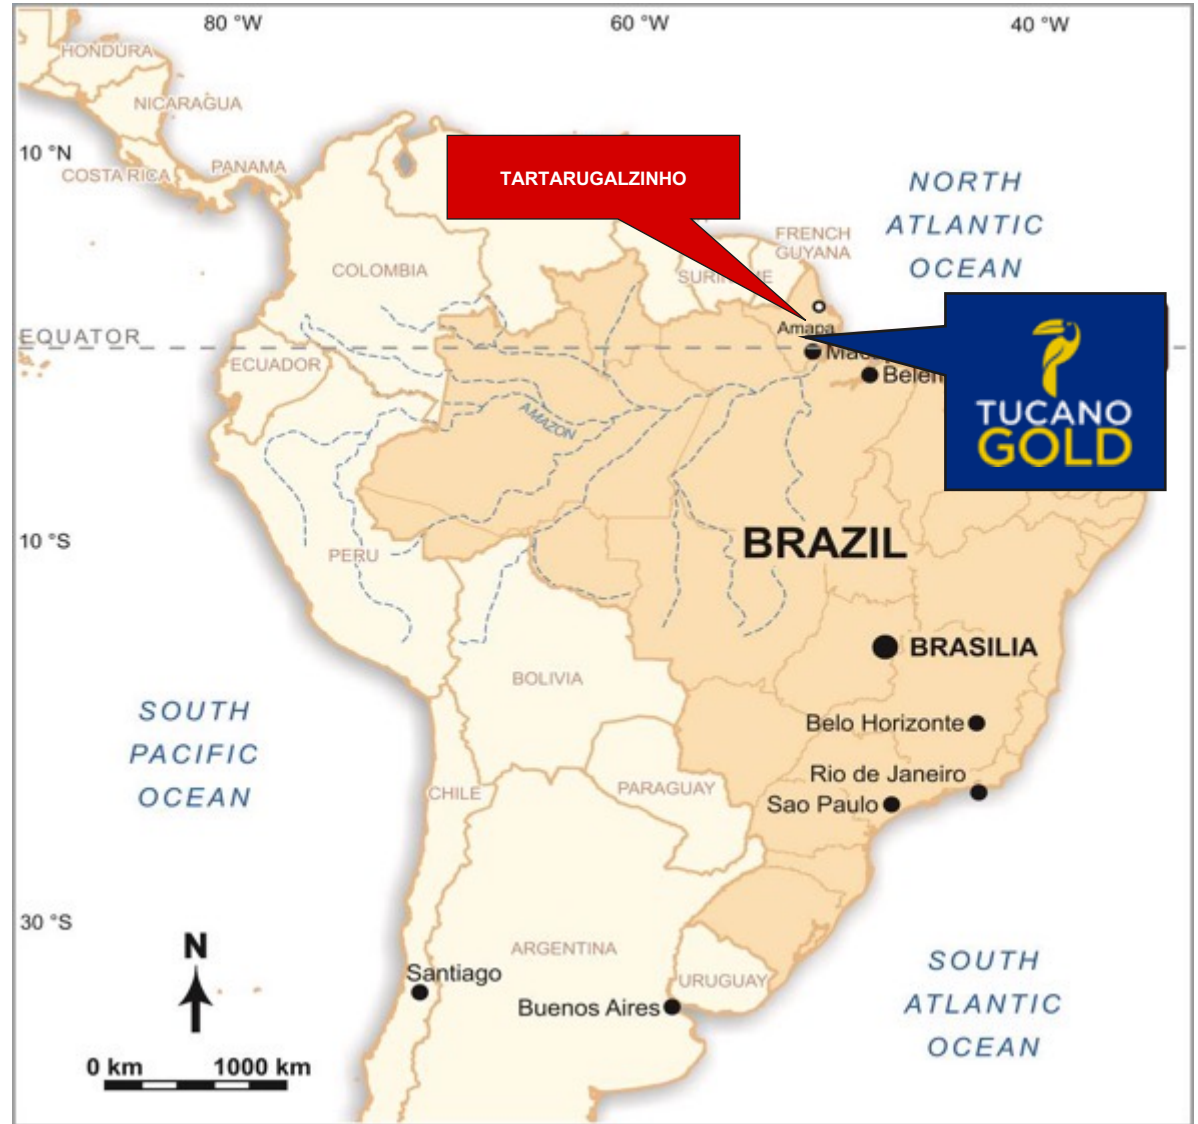 80 °W
60 °W
40 °W
HONDURA
NICARAGUA
10 °N
COSTA RICA
PANAMA
TARTARUGALZINHO
NORTH
ATLANTIC
OCEAN
FRENCH
GUYANA
COLOMBIA
EQUATOR
Amapa
ECUADOR
AMAZON
TUCANO
GOLD
10 °S
PERU
BRAZIL
BRASILIA
BOLIVIA
SOUTH
PACIFIC
OCEAN
Belo Horizonte
Rio de Janeiro
Sao Paulo
CHILE
PARAGUAY
30 °S
N
ARGENTINA
Santiago
URUGUAY
Buenos Aires
SOUTH
ATLANTIC
OCEAN
0 km
1000 km